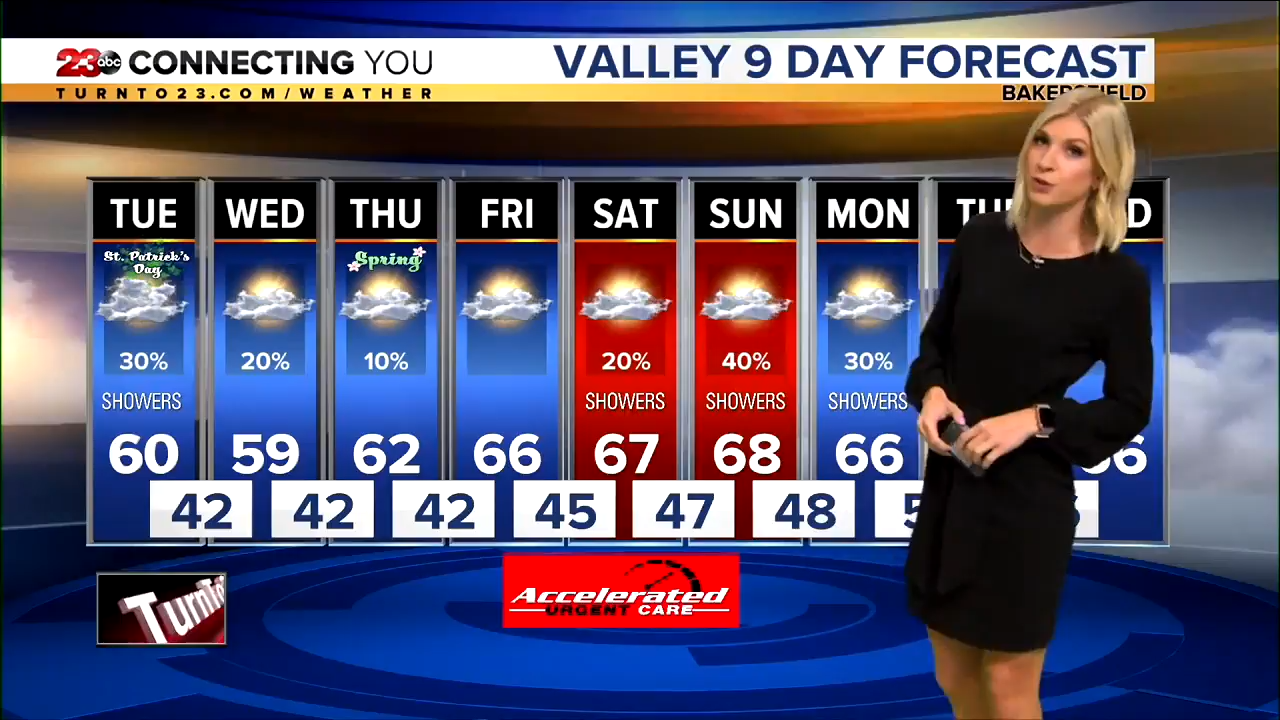 23abc CONNECTING YOU
TURNTO23.COM/WEATHER
VALLEY 9 DAY FORECAST
BAKERSFIELD
TUE WED THU FRI SAT SUN MON
St. Patrick's
Day
Spring
30% 20% 10% 20% 40% 30%
SHOWERS SHOWERS SHOWERS SHOWERS
60 59 62 66 67 68 66
42 42 42 45 47 48
TurnTo
Accelerated
URGENT CARE